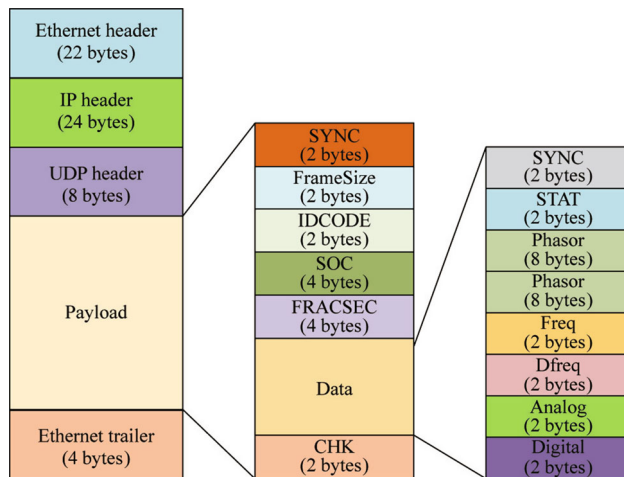 Ethernet header
(22 bytes)
IP header
(24 bytes)
UDP header
(8 bytes)
Payload
Ethernet trailer
(4 bytes)
SYNC
(2 bytes)
FrameSize
(2 bytes)
IDCODE
(2 bytes)
SOC
(4 bytes)
FRACSEC
(4 bytes)
Data
CHK
(2 bytes)
SYNC
(2 bytes)
STAT
(2 bytes)
Phasor
(8 bytes)
Phasor
(8 bytes)
Freq
(2 bytes)
Dfreq
(2 bytes)
Analog
(2 bytes)
Digital
(2 bytes)